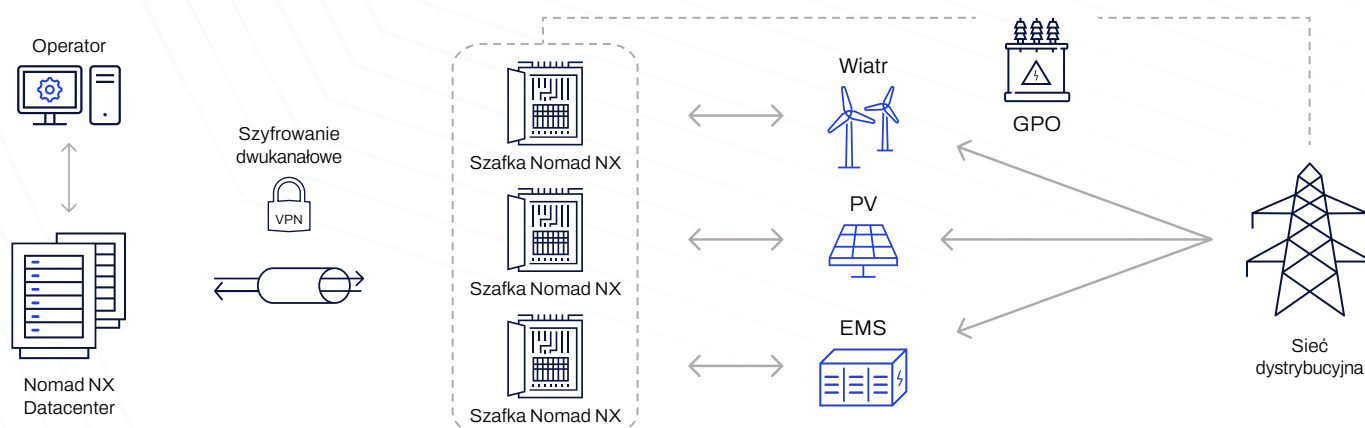 Operator
Szyfrowanie
dwukanałowe
VPN
Nomad NX
Datacenter
Szafka Nomad NX
Szafka Nomad NX
Szafka Nomad NX
Wiatr
PV
EMS
GPO
Sieć
dystrybucyjna